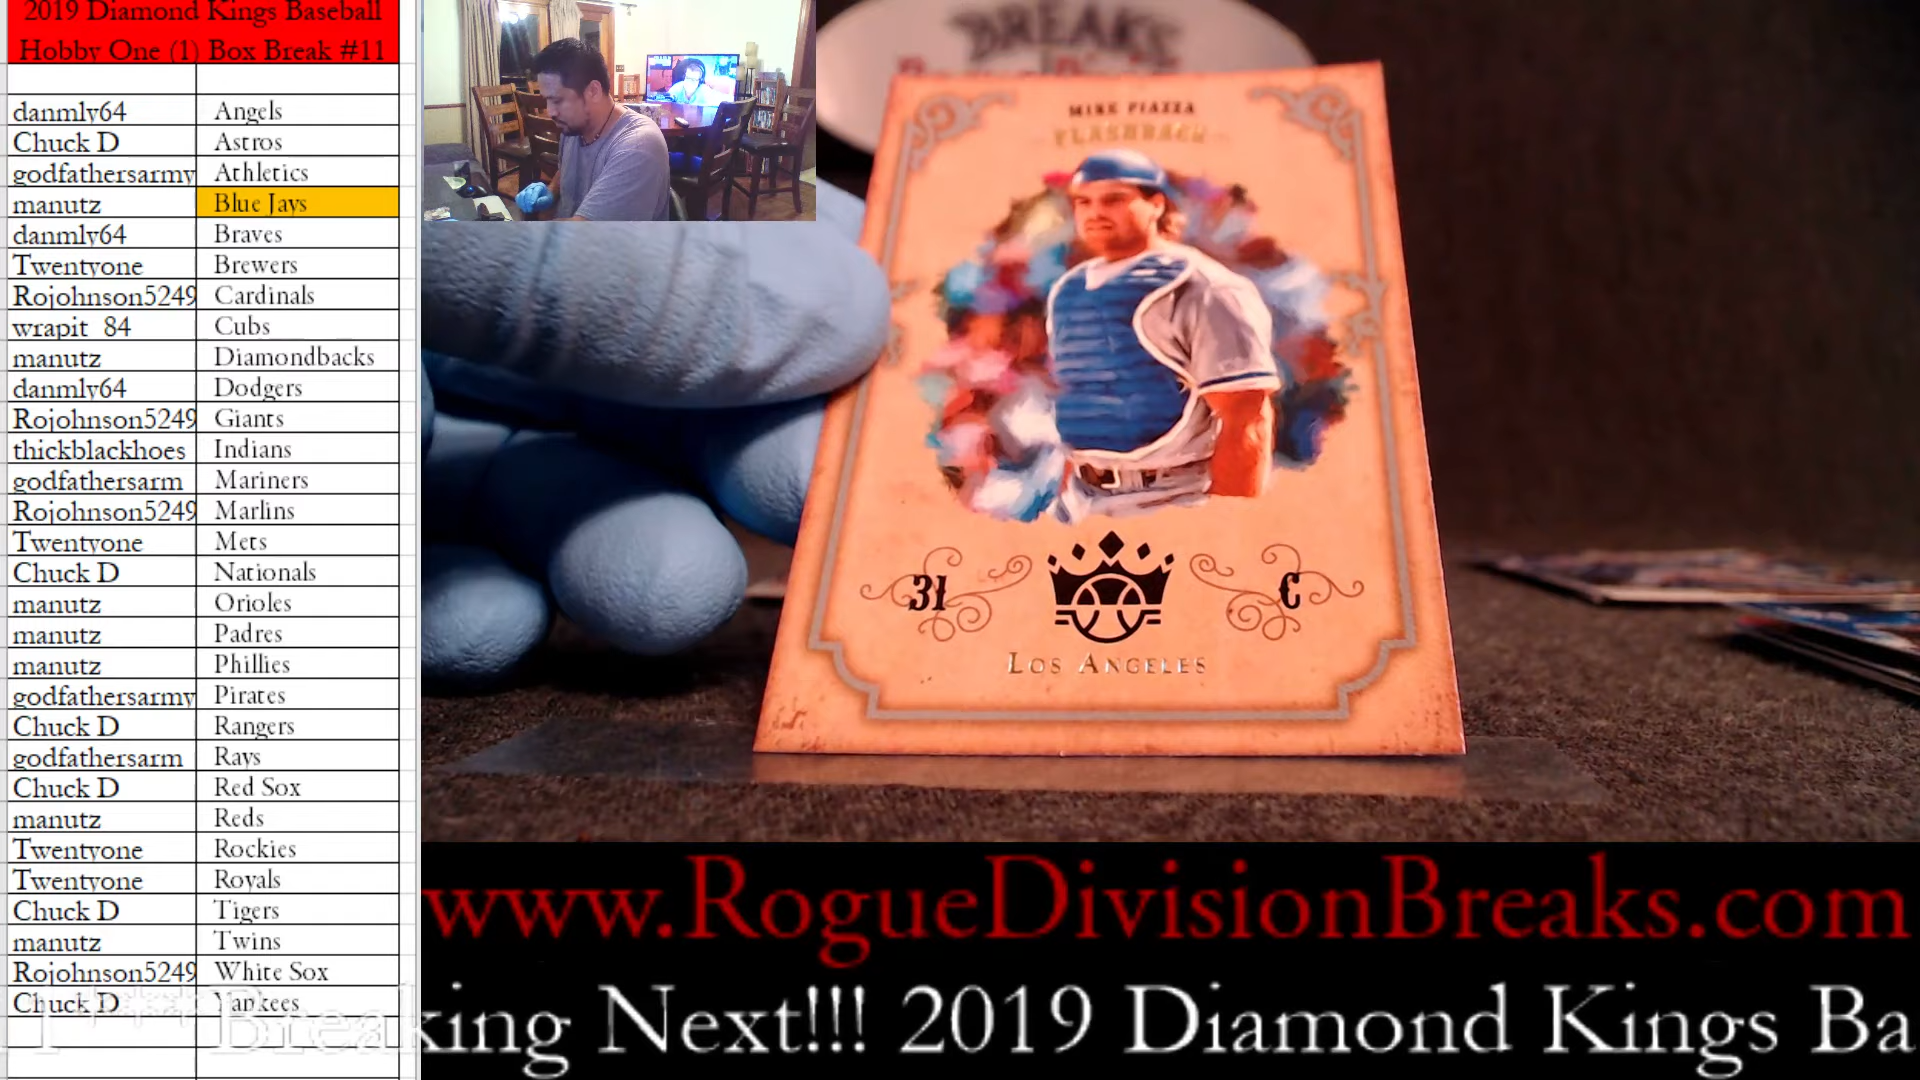 2019 Diamond Kings Baseball
Hobby One (1) Box Break #11
danmly64 Angels
Chuck D Astros
godfathersarmy Athletics
manutz Blue Jays
danmly64 Braves
Twentyone Brewers
Rojohnson5249 Cardinals
wrapit_84 Cubs
manutz Diamondbacks
danmly64 Dodgers
Rojohnson5249 Giants
thickblackhoes Indians
godfathersarm Mariners
Rojohnson5249 Marlins
Twentyone Mets
Chuck D Nationals
manutz Orioles
manutz Padres
manutz Phillies
godfathersarmy Pirates
Chuck D Rangers
godfathersarm Rays
Chuck D Red Sox
manutz Reds
Twentyone Rockies
Twentyone Royals
Chuck D Tigers
manutz Twins
Rojohnson5249 White Sox
Chuck D Yankees
BREAKS
MIKE PIAZZA
FLASHBACK
31 C
LOS ANGELES
www.RogueDivisionBreaks.com
Breaking Next!!! 2019 Diamond Kings Ba